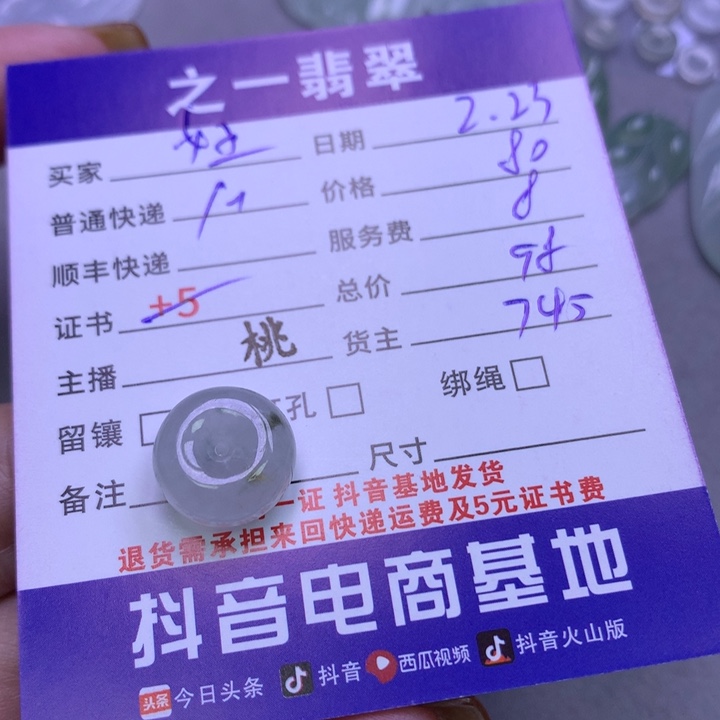 之一翡翠
买家 日期 2.23
普通快递 价格 80
顺丰快递 服务费 8
证书 +5 总价 98
主播 桃 货主 745
留镶 孔 绑绳
备注 尺寸
一证 抖音基地发货
退货需承担来回快递运费及5元证书费
抖音电商基地
头条 今日头条 抖音 西瓜视频 抖音火山版